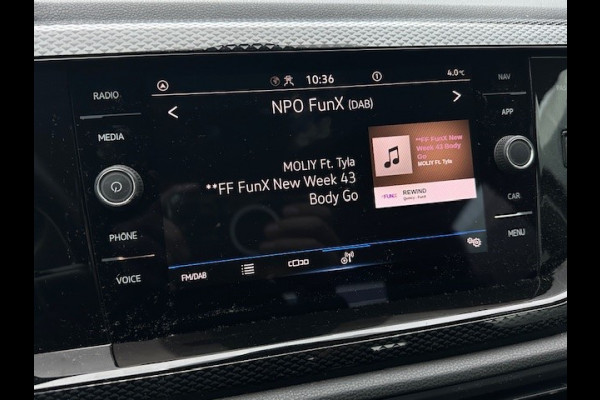 10:36
4.0°C
RADIO
NAV
NPO FunX (DAB)
APP
MEDIA
MOLIY Ft. Tyla
**FF FunX New Week 43
Body Go
**FF FunX New
Week 43 Body
Go
MOLIY Ft. Tyla
REWIND
CAR
PHONE
MENU
VOICE
FM/DAB